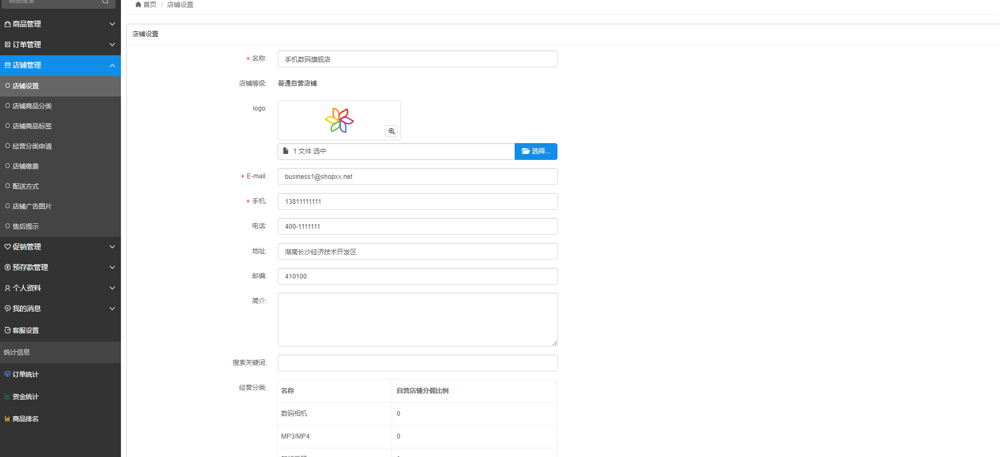 商品搜索
商品管理
订单管理
店铺管理
店铺设置
店铺商品分类
店铺商品标签
经营分类申请
店铺缴费
配送方式
店铺广告图片
售后提示
促销管理
预存款管理
个人资料
我的消息
客服设置
统计信息
订单统计
资金统计
商品排名
首页 / 店铺设置
店铺设置
* 名称: 手机数码旗舰店
店铺等级: 普通自营店铺
logo:
1 文件 选中 选择...
* E-mail: business1@shopxx.net
* 手机: 13811111111
电话: 400-1111111
地址: 湖南长沙经济技术开发区
邮编: 410100
简介:
搜索关键词:
经营分类: 名称 自营店铺分佣比例
数码相机 0
MP3/MP4 0